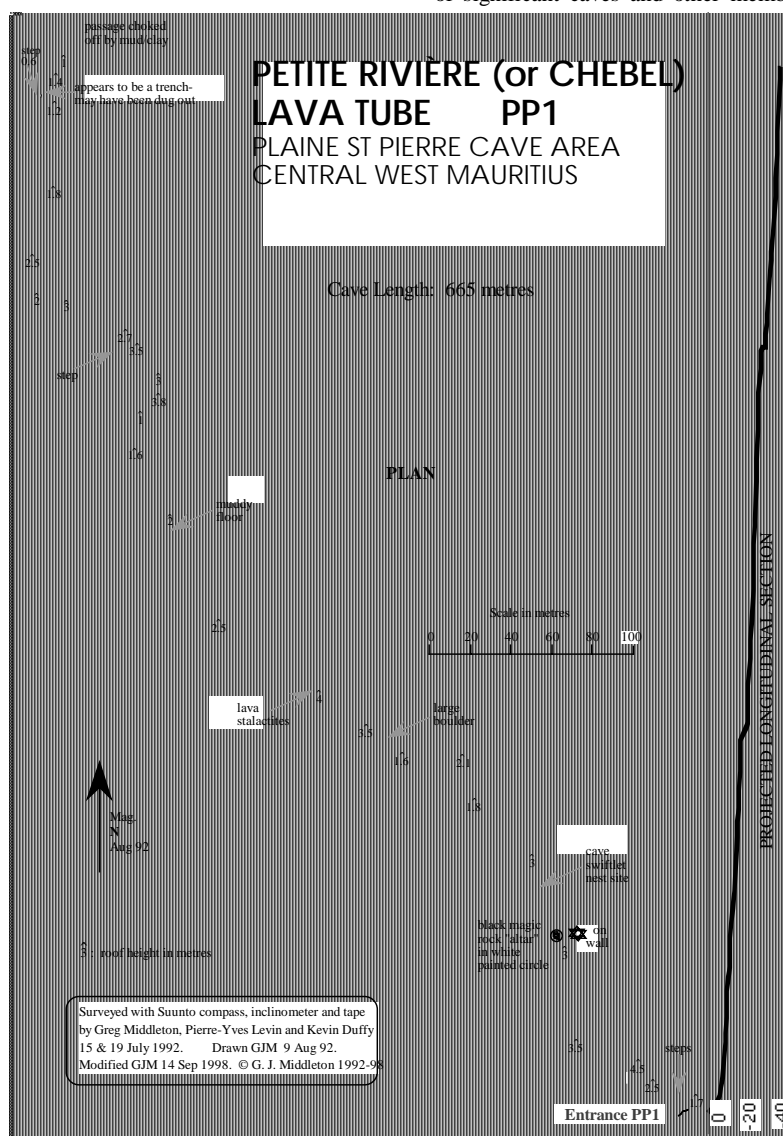 passage choked
off by mud/clay
step
0.6
1
1.4
appears to be a trench-
may have been dug out
1.2
PETITE RIVIÈRE (or CHEBEL)
LAVA TUBE PP1
PLAINE ST PIERRE CAVE AREA
CENTRAL WEST MAURITIUS
1.8
2.5
2
3
Cave Length: 665 metres
2.7
3.5
step
3
3.8
1
1.6
PLAN
muddy
floor
2
2.5
Scale in metres
0 20 40 60 80 100
PROJECTED LONGITUDINAL SECTION
lava
stalactites
4
large
boulder
3.5
1.6
2.1
1.8
Mag.
N
Aug 92
cave
swiftlet
nest site
3
black magic
rock "altar"
in white
painted circle
on
wall
3
3 : roof height in metres
Surveyed with Suunto compass, inclinometer and tape
by Greg Middleton, Pierre-Yves Levin and Kevin Duffy
15 & 19 July 1992. Drawn GJM 9 Aug 92.
Modified GJM 14 Sep 1998. © G. J. Middleton 1992-98
3.5
steps
4.5
2.5
1.7
Entrance PP1
0
-20
-40